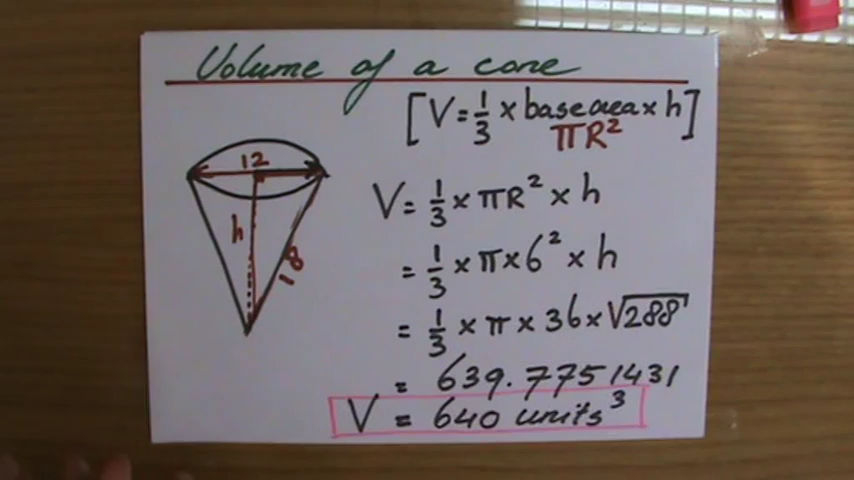 Volume of a cone
[V = 1/3 × base area × h]
πR²
12
h
18
V = 1/3 × πR² × h
= 1/3 × π × 6² × h
= 1/3 × π × 36 × √288
= 639.7751431
V = 640 units³